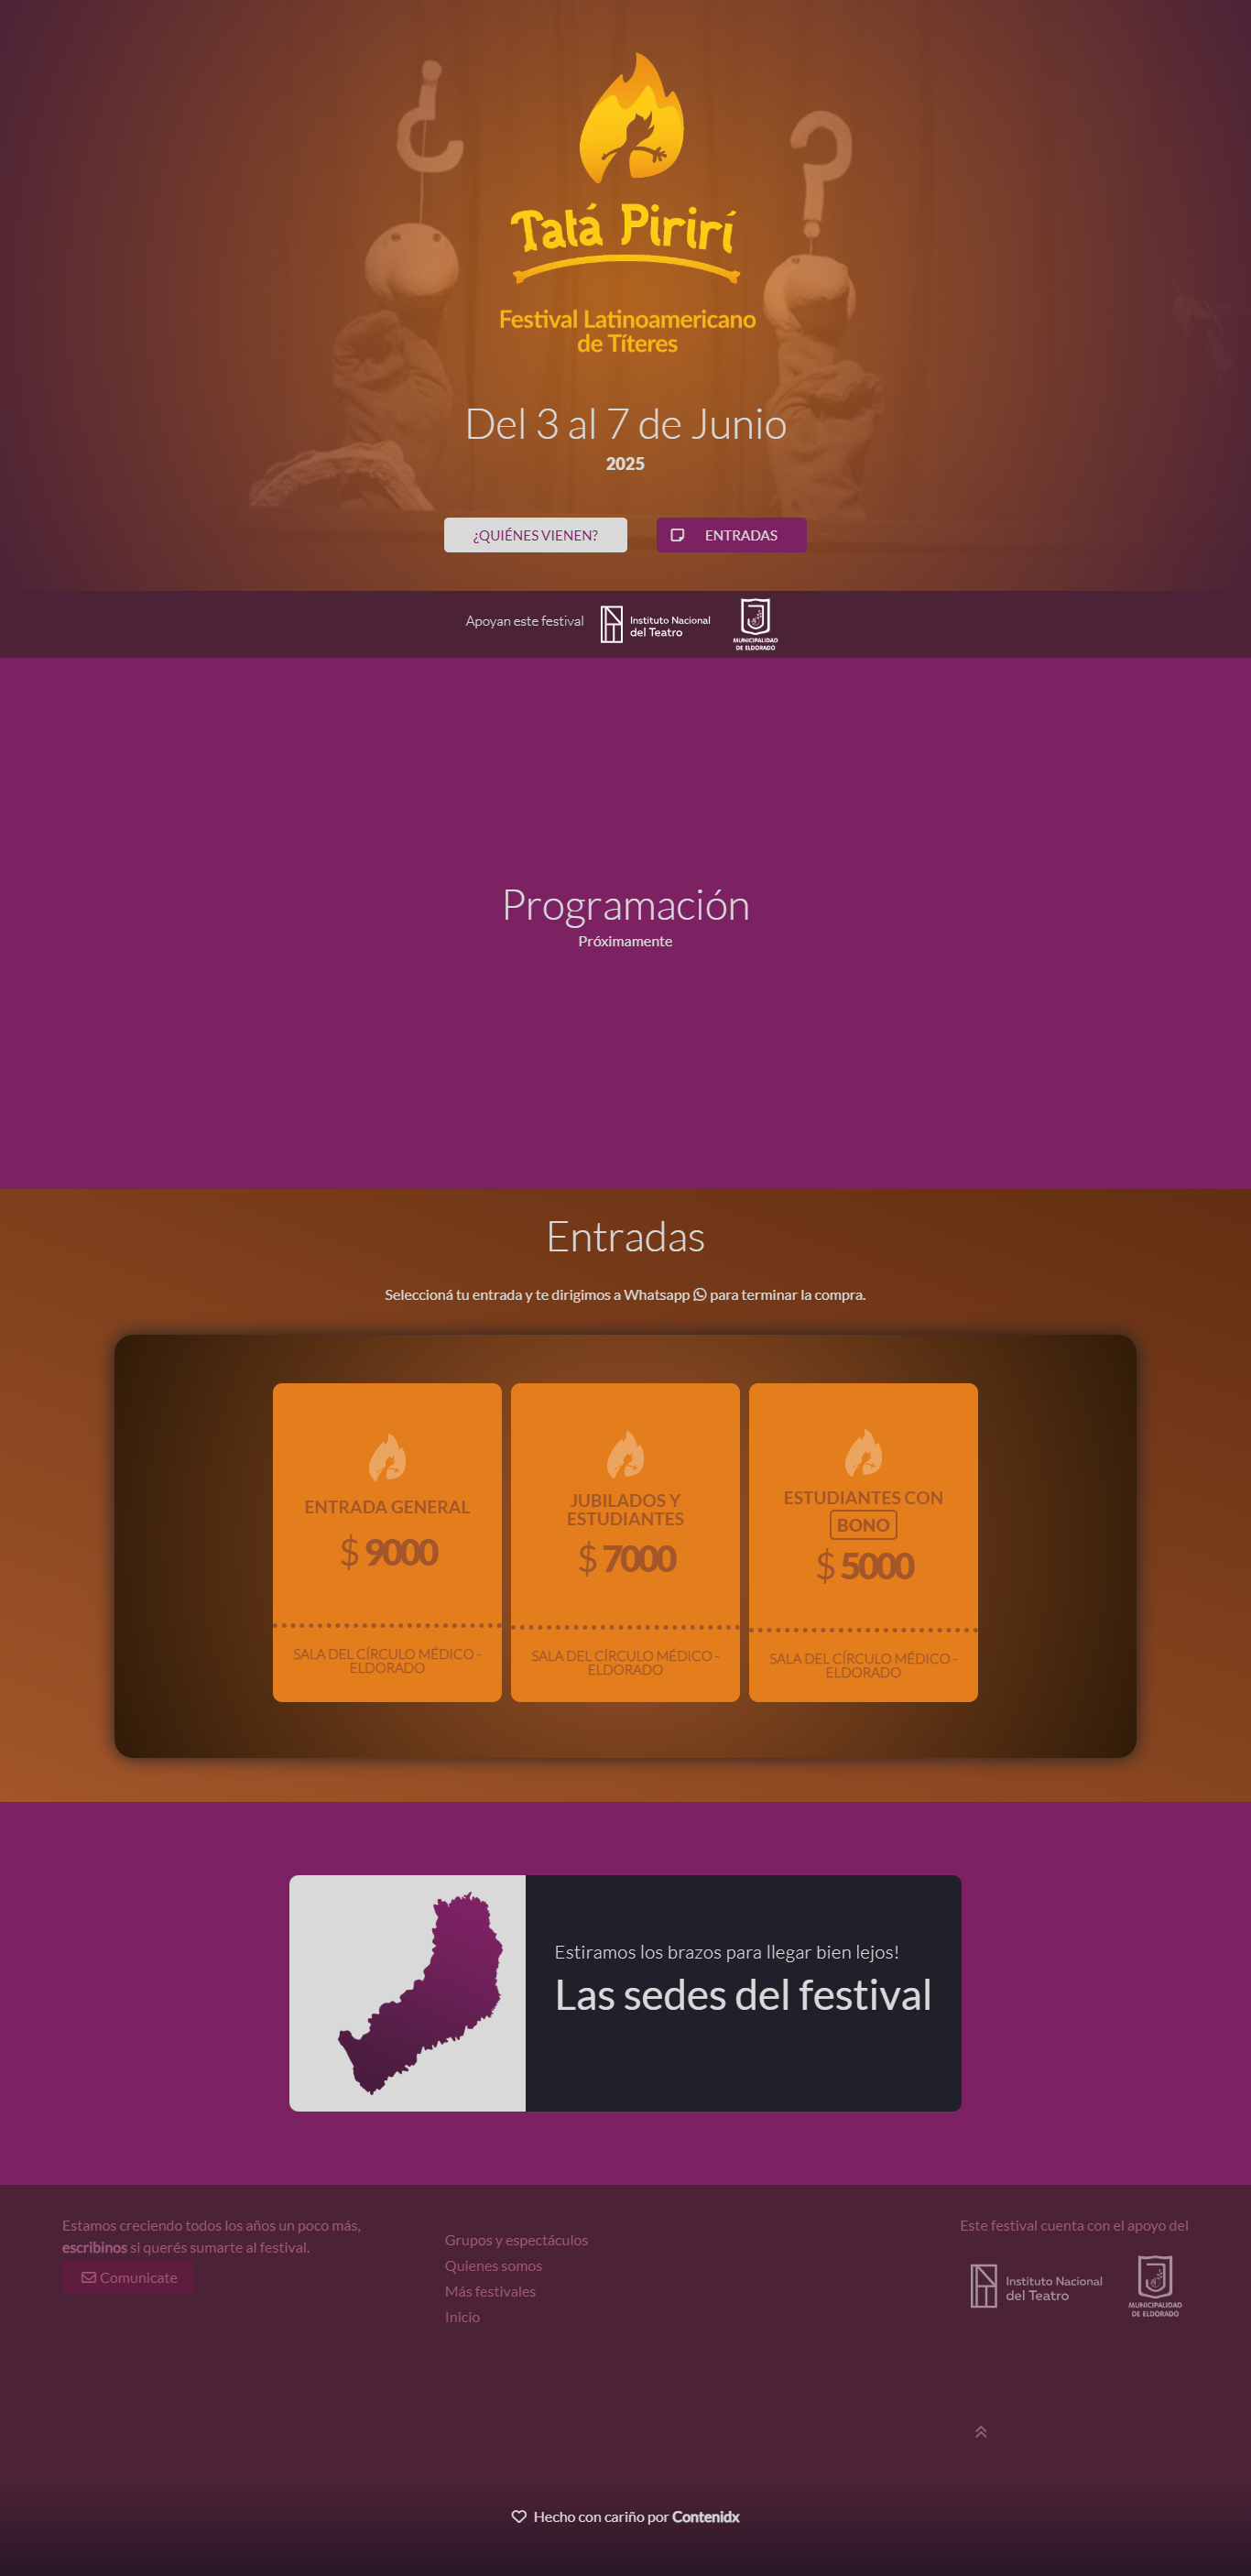 ¿ ?
Tatá Pirirí
Festival Latinoamericano
de Títeres
Del 3 al 7 de Junio
2025
¿QUIÉNES VIENEN?
ENTRADAS
Apoyan este festival
Instituto Nacional
del Teatro
MUNICIPALIDAD
DE ELDORADO
Programación
Próximamente
Entradas
Seleccioná tu entrada y te dirigimos a Whatsapp para terminar la compra.
ENTRADA GENERAL
$ 9000
SALA DEL CÍRCULO MÉDICO -
ELDORADO
JUBILADOS Y
ESTUDIANTES
$ 7000
SALA DEL CÍRCULO MÉDICO -
ELDORADO
ESTUDIANTES CON
BONO
$ 5000
SALA DEL CÍRCULO MÉDICO -
ELDORADO
Estiramos los brazos para llegar bien lejos!
Las sedes del festival
Estamos creciendo todos los años un poco más,
escribinos si querés sumarte al festival.
Comunicate
Grupos y espectáculos
Quienes somos
Más festivales
Inicio
Este festival cuenta con el apoyo del
Instituto Nacional
del Teatro
MUNICIPALIDAD
DE ELDORADO
Hecho con cariño por Contenidx